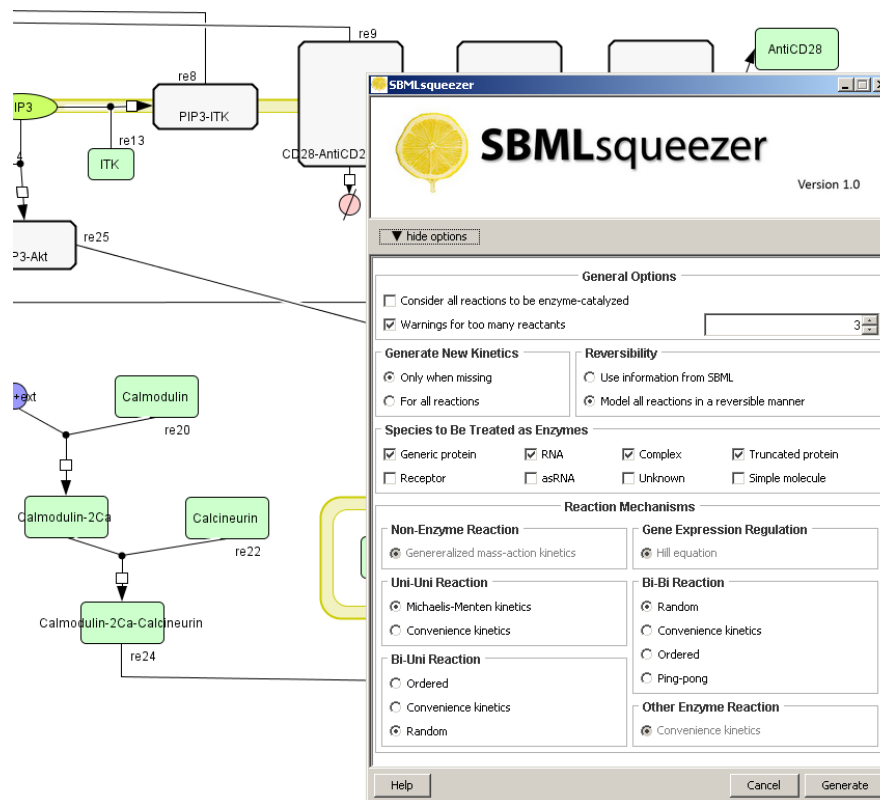 re9
AntiCD28
re8
SBMLsqueezer
IP3
PIP3-ITK
re13
CD28-AntiCD2
ITK
4
SBMLsqueezer
Version 1.0
re25
▼ hide options
P3-Akt
General Options
Consider all reactions to be enzyme-catalyzed
Warnings for too many reactants
3
Generate New Kinetics
Reversibility
Only when missing
Use information from SBML
For all reactions
Model all reactions in a reversible manner
+ext
Calmodulin
re20
Species to Be Treated as Enzymes
Generic protein
RNA
Complex
Truncated protein
Receptor
asRNA
Unknown
Simple molecule
Calmodulin-2Ca
Calcineurin
re22
Reaction Mechanisms
Non-Enzyme Reaction
Gene Expression Regulation
Genereralized mass-action kinetics
Hill equation
Uni-Uni Reaction
Bi-Bi Reaction
Michaelis-Menten kinetics
Random
Convenience kinetics
Convenience kinetics
Calmodulin-2Ca-Calcineurin
re24
Bi-Uni Reaction
Ordered
Ordered
Ping-pong
Convenience kinetics
Other Enzyme Reaction
Random
Convenience kinetics
Help
Cancel
Generate